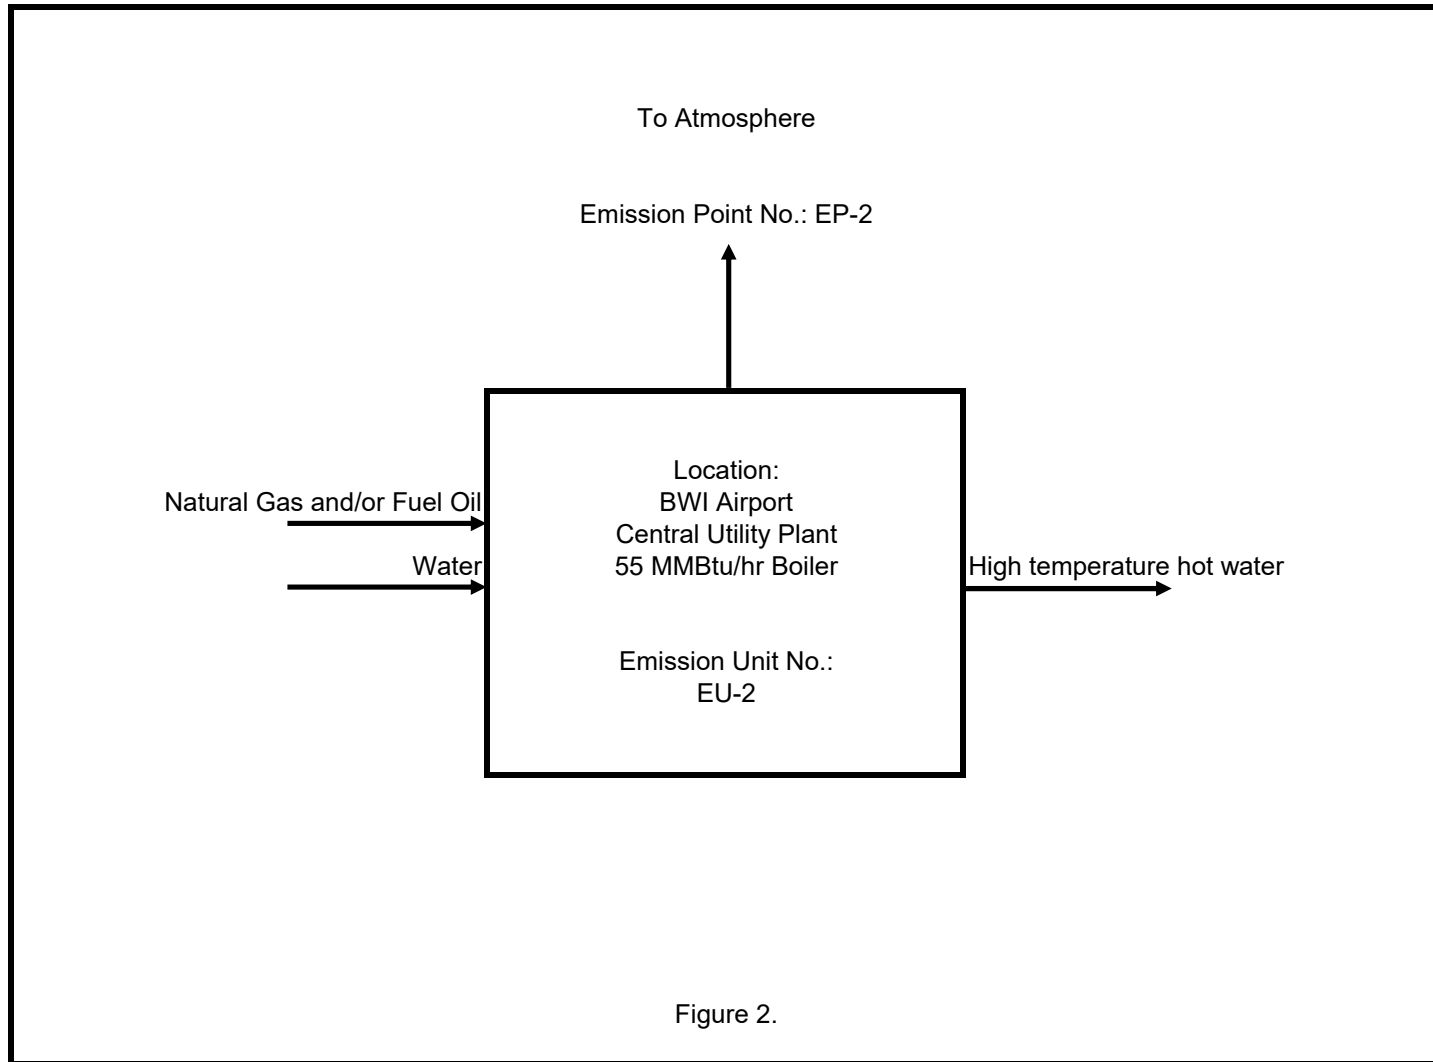 To Atmosphere
Emission Point No.: EP-2
Location:
BWI Airport
Central Utility Plant
55 MMBtu/hr Boiler
Emission Unit No.:
EU-2
Natural Gas and/or Fuel Oil
Water
High temperature hot water
Figure 2.